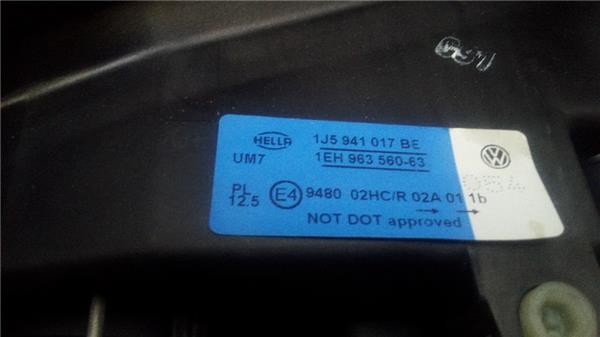 HELLA 1J5 941 017 BE
UM7 1EH 963 560-63
054
PL 12.5 E4 9480 02HC/R 02A 01 1b
NOT DOT approved